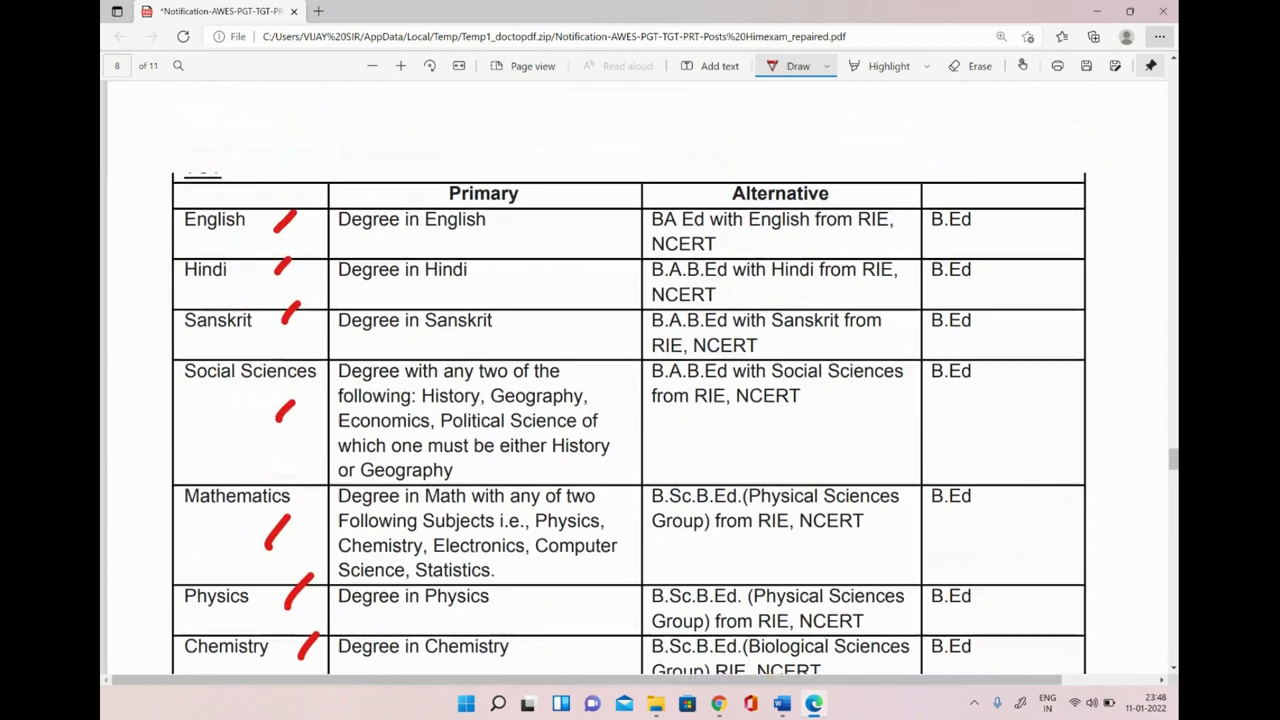 *Notification-AWES-PGT-TGT-PR
File
C:/Users/VIJAY%20SIR/AppData/Local/Temp/Temp1_doctopdf.zip/Notification-AWES-PGT-TGT-PRT-Posts%20Himexam_repaired.pdf
8 of 11
Page view
Read aloud
Add text
Draw
Highlight
Erase
Primary Alternative
English Degree in English BA Ed with English from RIE, B.Ed
NCERT
Hindi Degree in Hindi B.A.B.Ed with Hindi from RIE, B.Ed
NCERT
Sanskrit Degree in Sanskrit B.A.B.Ed with Sanskrit from B.Ed
RIE, NCERT
Social Sciences Degree with any two of the B.A.B.Ed with Social Sciences B.Ed
following: History, Geography, from RIE, NCERT
Economics, Political Science of
which one must be either History
or Geography
Mathematics Degree in Math with any of two B.Sc.B.Ed.(Physical Sciences B.Ed
Following Subjects i.e., Physics, Group) from RIE, NCERT
Chemistry, Electronics, Computer
Science, Statistics.
Physics Degree in Physics B.Sc.B.Ed. (Physical Sciences B.Ed
Group) from RIE, NCERT
Chemistry Degree in Chemistry B.Sc.B.Ed.(Biological Sciences B.Ed
Group) RIE, NCERT
ENG
IN
23:48
11-01-2022